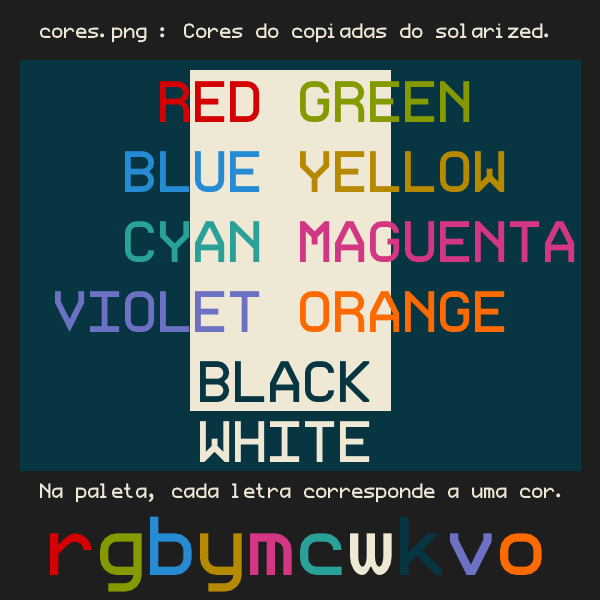 cores.png : Cores do copiadas do solarized.
RED GREEN
BLUE YELLOW
CYAN MAGUENTA
VIOLET ORANGE
BLACK
WHITE
Na paleta, cada letra corresponde a uma cor.
rgbymcwkvo